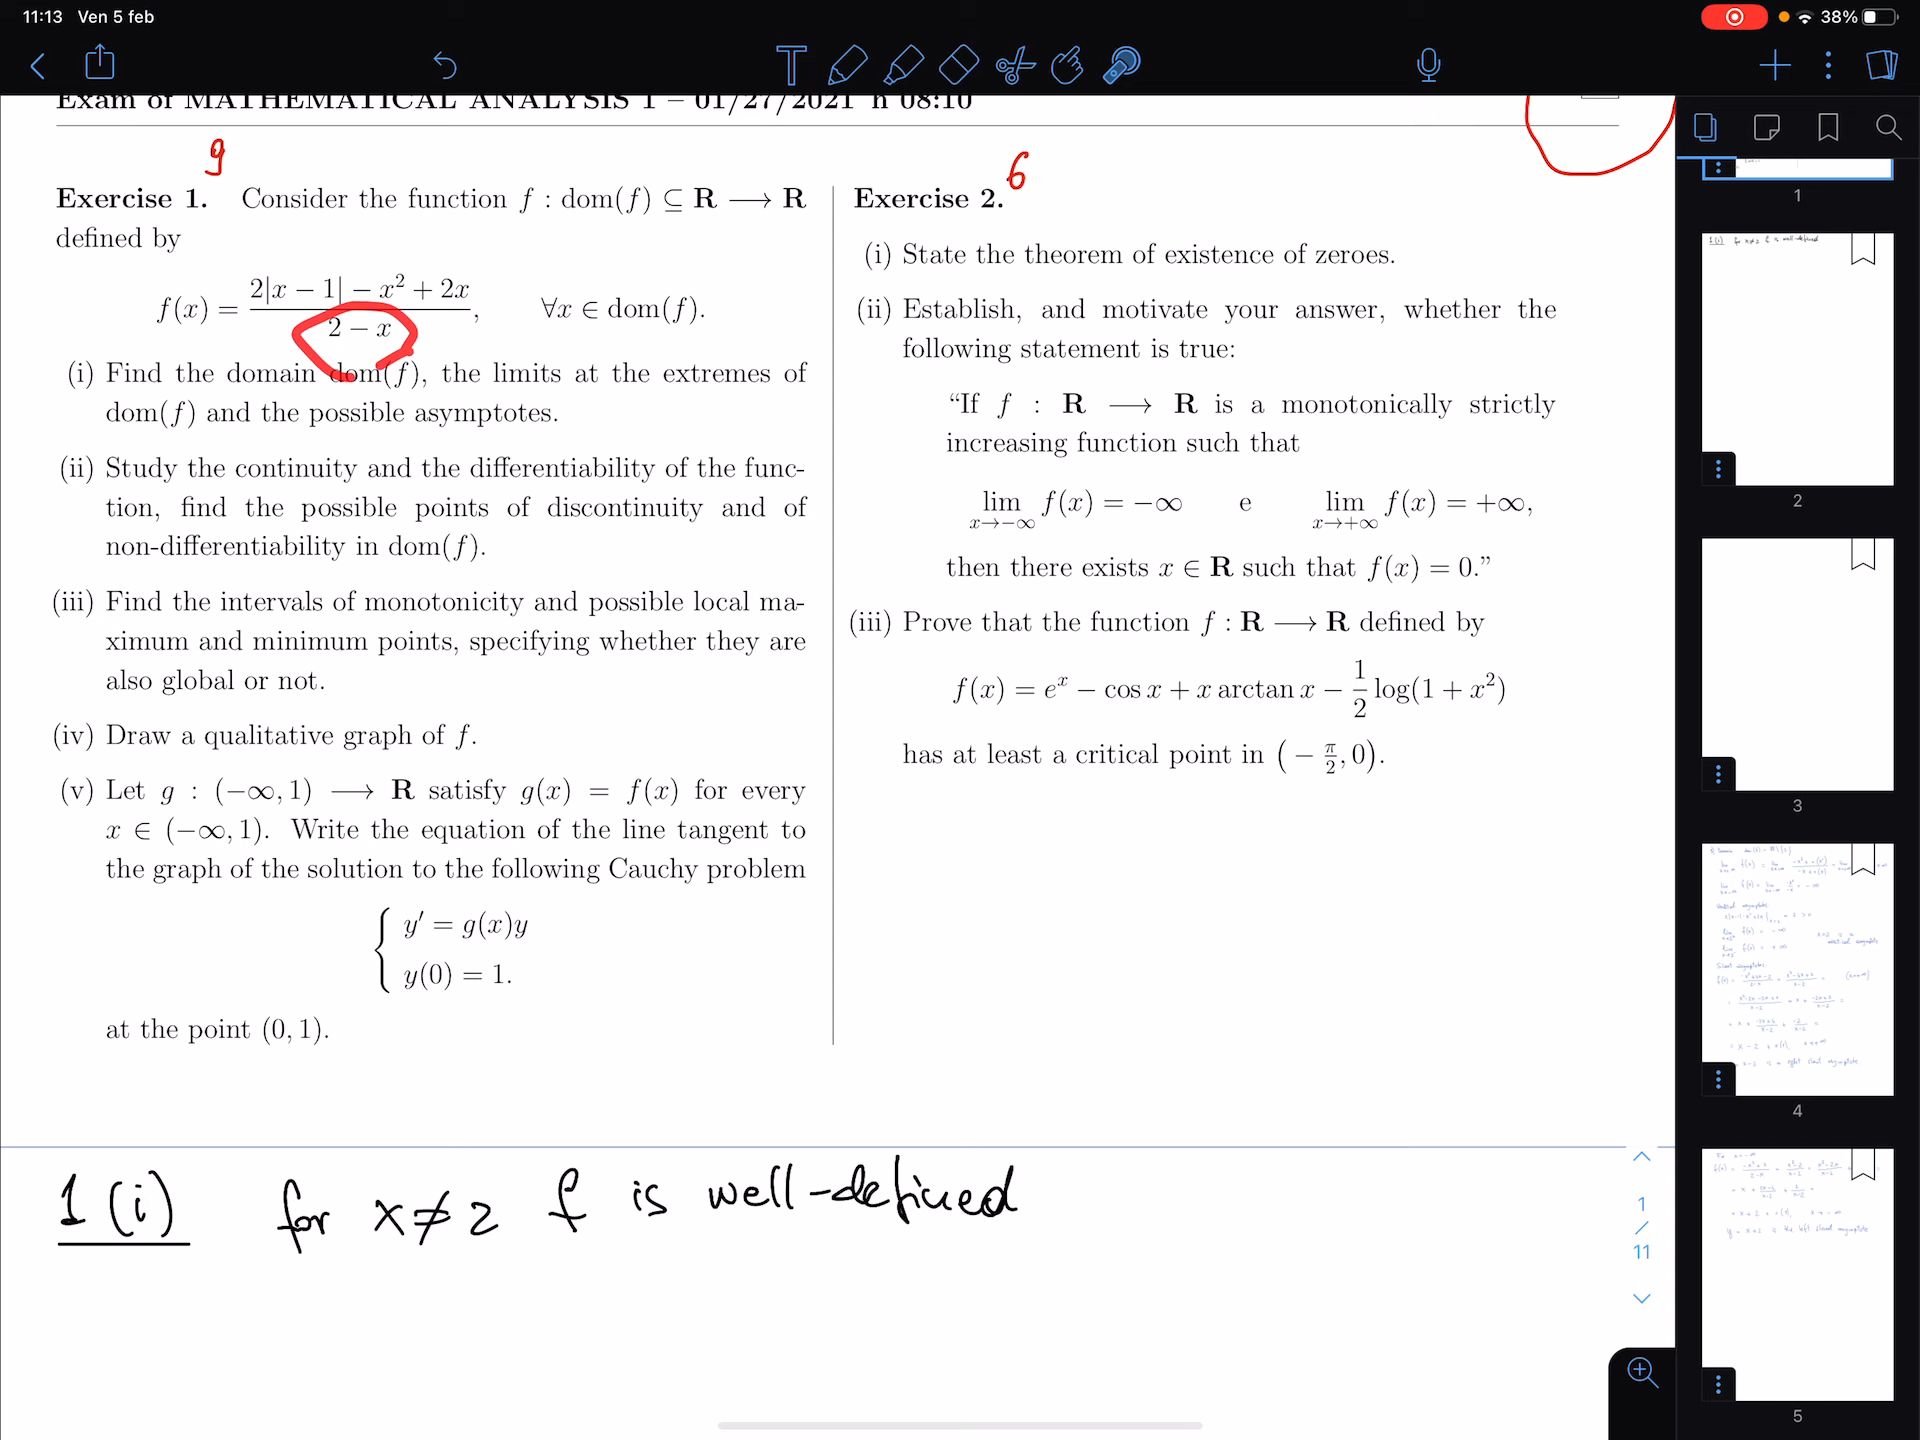 11:13 Ven 5 feb
38%
Exam of MATHEMATICAL ANALYSIS 1 – 01/27/2021 h 08:10
9
Exercise 1. Consider the function f : dom(f) ⊆ R ⟶ R
defined by
f(x) = (2|x − 1| − x² + 2x)/(2 − x), ∀x ∈ dom(f).
(i) Find the domain dom(f), the limits at the extremes of
dom(f) and the possible asymptotes.
(ii) Study the continuity and the differentiability of the func-
tion, find the possible points of discontinuity and of
non-differentiability in dom(f).
(iii) Find the intervals of monotonicity and possible local ma-
ximum and minimum points, specifying whether they are
also global or not.
(iv) Draw a qualitative graph of f.
(v) Let g : (−∞, 1) ⟶ R satisfy g(x) = f(x) for every
x ∈ (−∞, 1). Write the equation of the line tangent to
the graph of the solution to the following Cauchy problem
{ y′ = g(x)y
y(0) = 1.
at the point (0, 1).
6
Exercise 2.
(i) State the theorem of existence of zeroes.
(ii) Establish, and motivate your answer, whether the
following statement is true:
“If f : R ⟶ R is a monotonically strictly
increasing function such that
lim x→−∞ f(x) = −∞ e lim x→+∞ f(x) = +∞,
then there exists x ∈ R such that f(x) = 0.”
(iii) Prove that the function f : R ⟶ R defined by
f(x) = eˣ − cos x + x arctan x − 1/2 log(1 + x²)
has at least a critical point in (− π/2, 0).
1 (i) for x ≠ 2 f is well-defined
1
/
11
1
1 (i) for x≠2 f is well-defined
2
3
4
5